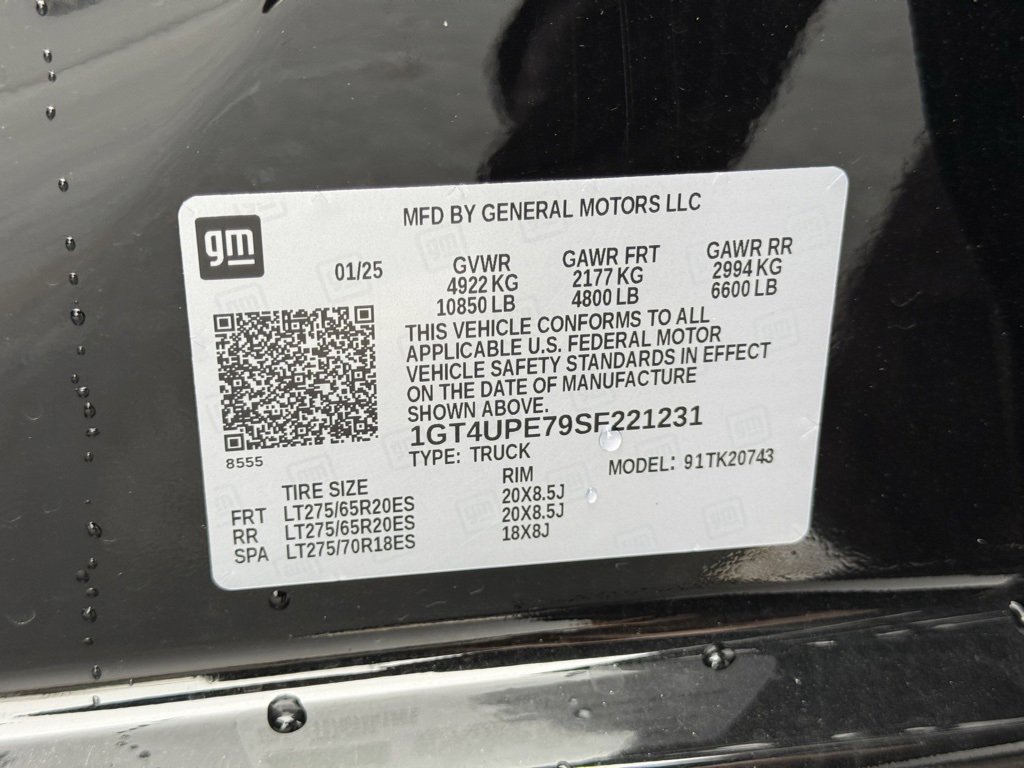 MFD BY GENERAL MOTORS LLC
gm
01/25
GVWR
4922 KG
10850 LB
GAWR FRT
2177 KG
4800 LB
GAWR RR
2994 KG
6600 LB
THIS VEHICLE CONFORMS TO ALL
APPLICABLE U.S. FEDERAL MOTOR
VEHICLE SAFETY STANDARDS IN EFFECT
ON THE DATE OF MANUFACTURE
SHOWN ABOVE.
1GT4UPE79SF221231
TYPE: TRUCK
MODEL: 91TK20743
8555
TIRE SIZE RIM
FRT LT275/65R20ES 20X8.5J
RR LT275/65R20ES 20X8.5J
SPA LT275/70R18ES 18X8J